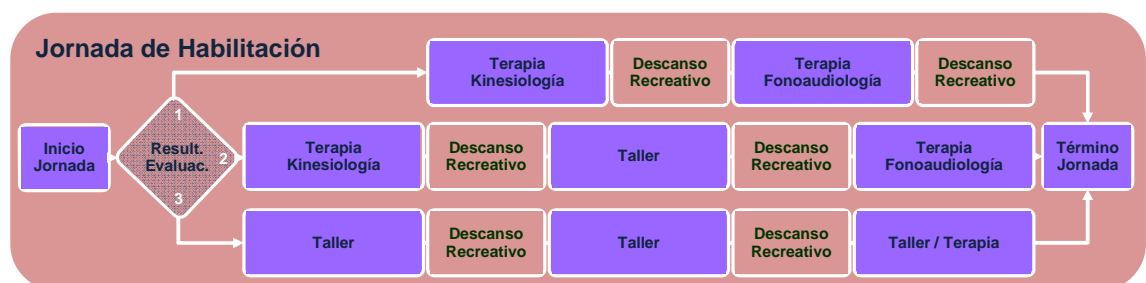 Jornada de Habilitación
Terapia
Kinesiología
Descanso
Recreativo
Terapia
Fonoaudiología
Descanso
Recreativo
1
Inicio
Jornada
Result.
Evaluac.
2
3
Terapia
Kinesiología
Descanso
Recreativo
Taller
Descanso
Recreativo
Terapia
Fonoaudiología
Término
Jornada
Taller
Descanso
Recreativo
Taller
Descanso
Recreativo
Taller / Terapia